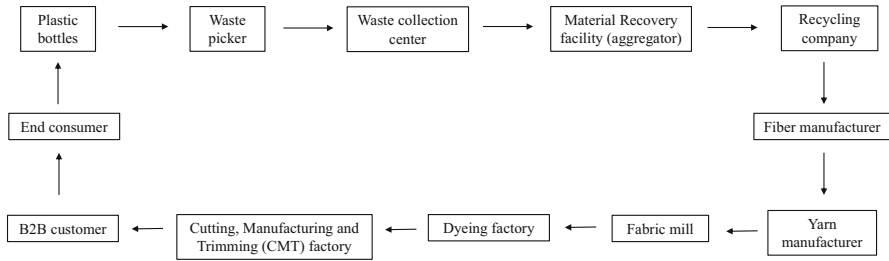 Plastic
bottles
Waste
picker
Waste collection
center
Material Recovery
facility (aggregator)
Recycling
company
Fiber manufacturer
Yarn
manufacturer
Fabric mill
Dyeing factory
Cutting, Manufacturing and
Trimming (CMT) factory
B2B customer
End consumer